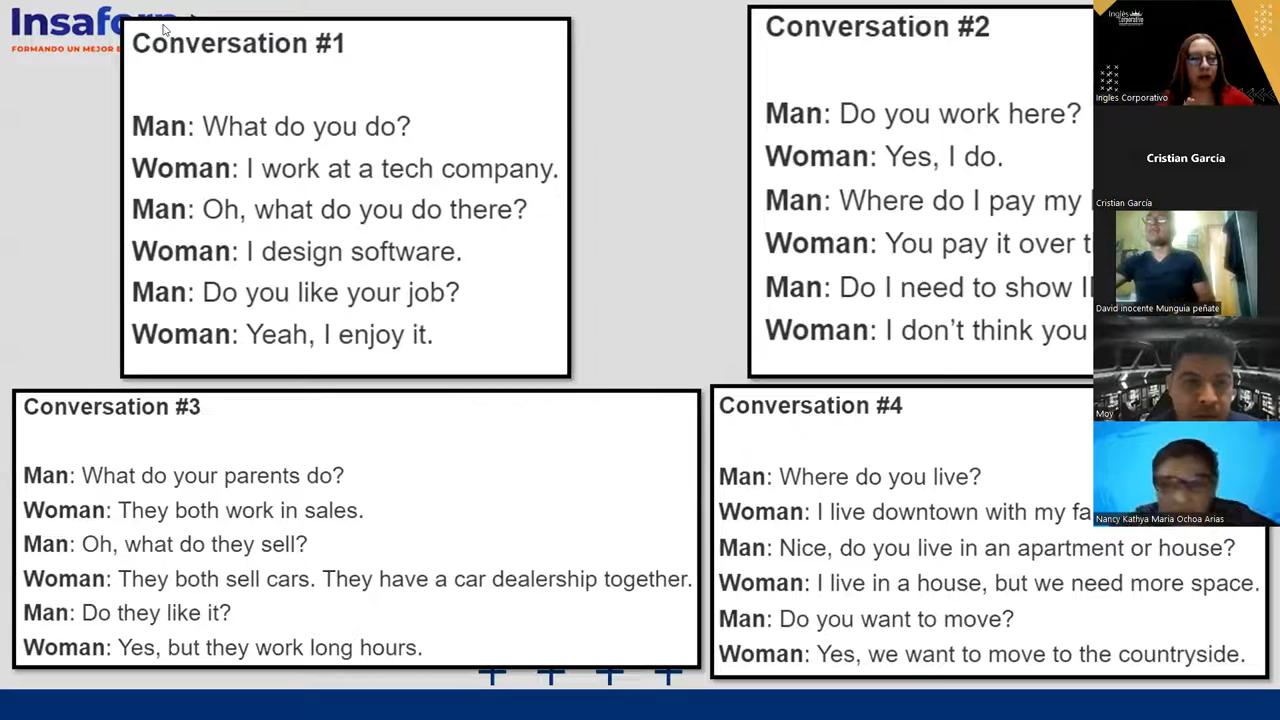 Insaforp
FORMANDO UN MEJOR E
Conversation #1
Man: What do you do?
Woman: I work at a tech company.
Man: Oh, what do you do there?
Woman: I design software.
Man: Do you like your job?
Woman: Yeah, I enjoy it.
Conversation #2
Man: Do you work here?
Woman: Yes, I do.
Man: Where do I pay my
Woman: You pay it over
Man: Do I need to show
Woman: I don't think you
Conversation #3
Man: What do your parents do?
Woman: They both work in sales.
Man: Oh, what do they sell?
Woman: They both sell cars. They have a car dealership together.
Man: Do they like it?
Woman: Yes, but they work long hours.
Conversation #4
Man: Where do you live?
Woman: I live downtown with my fa
Man: Nice, do you live in an apartment or house?
Woman: I live in a house, but we need more space.
Man: Do you want to move?
Woman: Yes, we want to move to the countryside.
Inglés
Corporativo
Ingles Corporativo
Cristian García
Cristian García
David inocente Munguia peñate
Moy
Nancy Kathya Maria Ochoa Arias